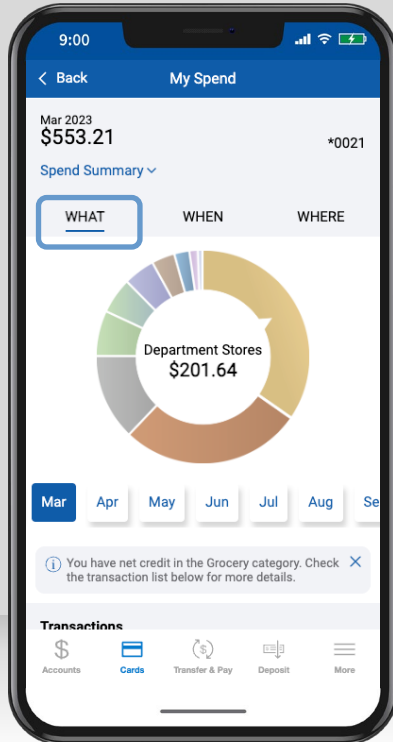 9:00
Back
My Spend
Mar 2023
$553.21
*0021
Spend Summary
WHAT
WHEN
WHERE
Department Stores
$201.64
Mar
Apr
May
Jun
Jul
Aug
Se
You have net credit in the Grocery category. Check
the transaction list below for more details.
Transactions
Accounts
Cards
Transfer & Pay
Deposit
More